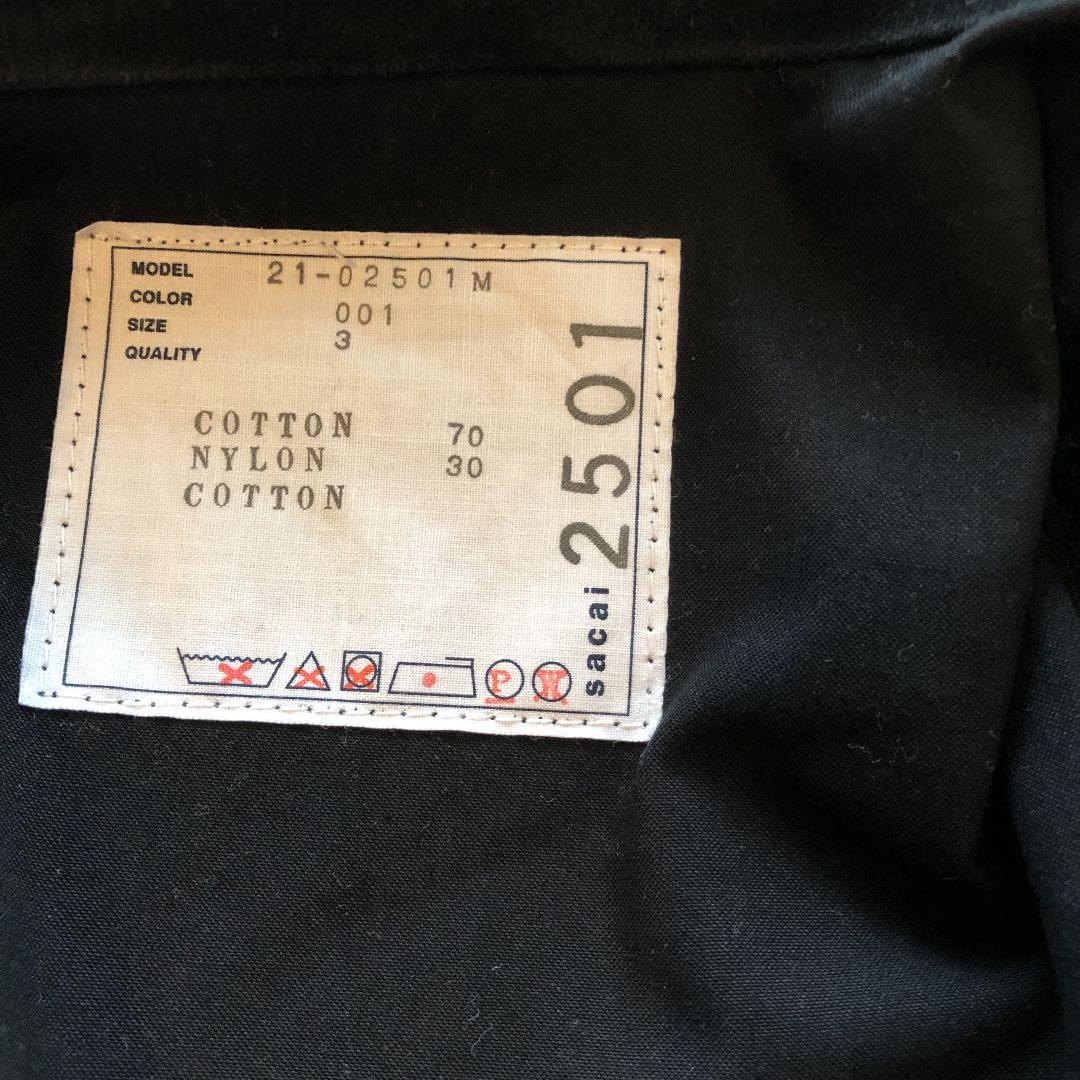 MODEL 21-02501M
COLOR 001
SIZE 3
QUALITY
COTTON 70
NYLON 30
COTTON
P
W
sacai 2501